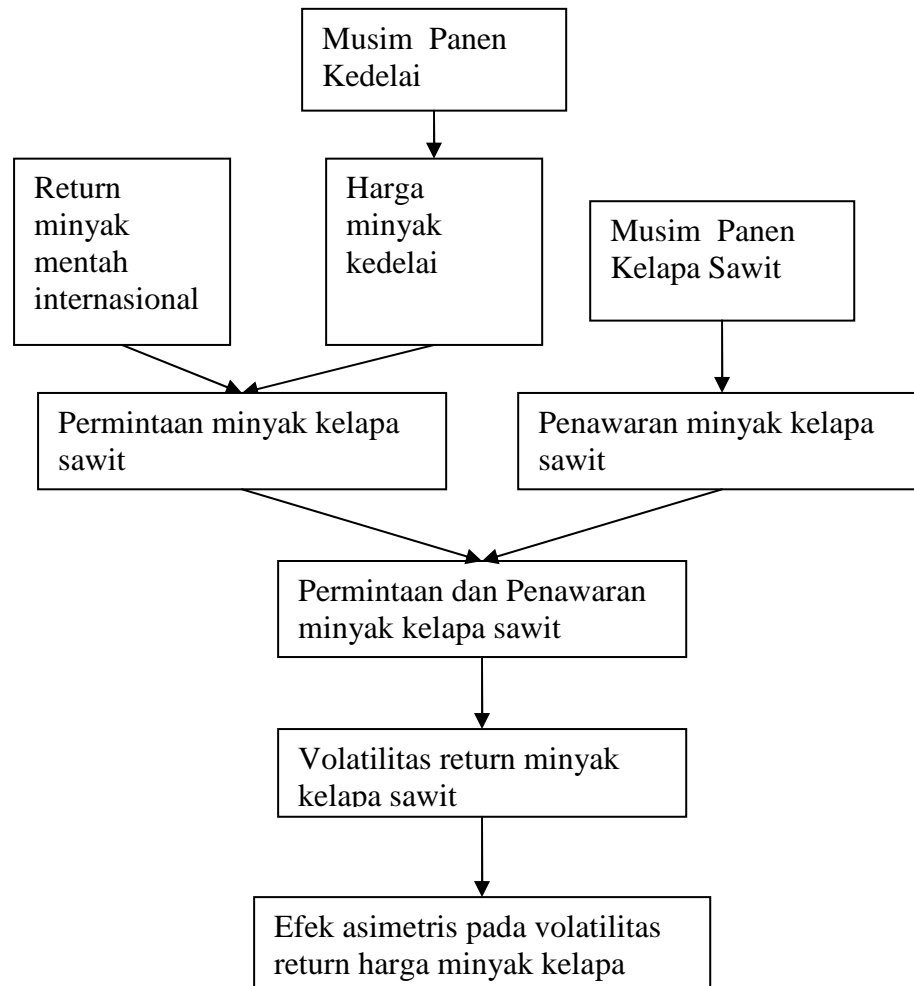 Musim Panen
Kedelai
Return
minyak
mentah
internasional
Harga
minyak
kedelai
Musim Panen
Kelapa Sawit
Permintaan minyak kelapa
sawit
Penawaran minyak kelapa
sawit
Permintaan dan Penawaran
minyak kelapa sawit
Volatilitas return minyak
kelapa sawit
Efek asimetris pada volatilitas
return harga minyak kelapa